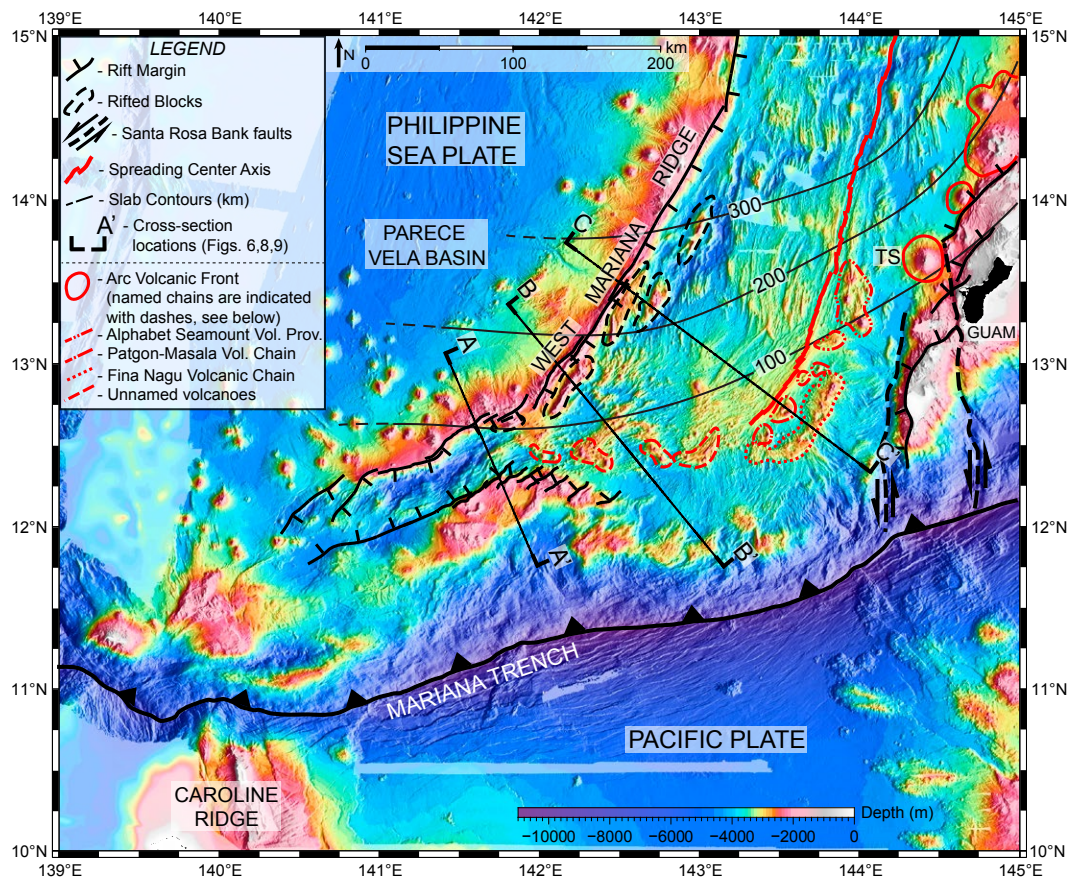 139°E 140°E 141°E 142°E 143°E 144°E 145°E
15°N
15°N
LEGEND
- Rift Margin
- Rifted Blocks
- Santa Rosa Bank faults
- Spreading Center Axis
- Slab Contours (km)
A' - Cross-section
locations (Figs. 6,8,9)
- Arc Volcanic Front
(named chains are indicated
with dashes, see below)
- Alphabet Seamount Vol. Prov.
- Patgon-Masala Vol. Chain
- Fina Nagu Volcanic Chain
- Unnamed volcanoes
N
km
0 100 200
PHILIPPINE
SEA PLATE
PARECE
VELA BASIN
WEST MARIANA RIDGE
14°N
14°N
300
200
100
C
B
A
TS
GUAM
13°N
13°N
C'
B'
A'
12°N
12°N
MARIANA TRENCH
11°N
11°N
PACIFIC PLATE
CAROLINE
RIDGE
Depth (m)
−10000 −8000 −6000 −4000 −2000 0
10°N
10°N
139°E 140°E 141°E 142°E 143°E 144°E 145°E